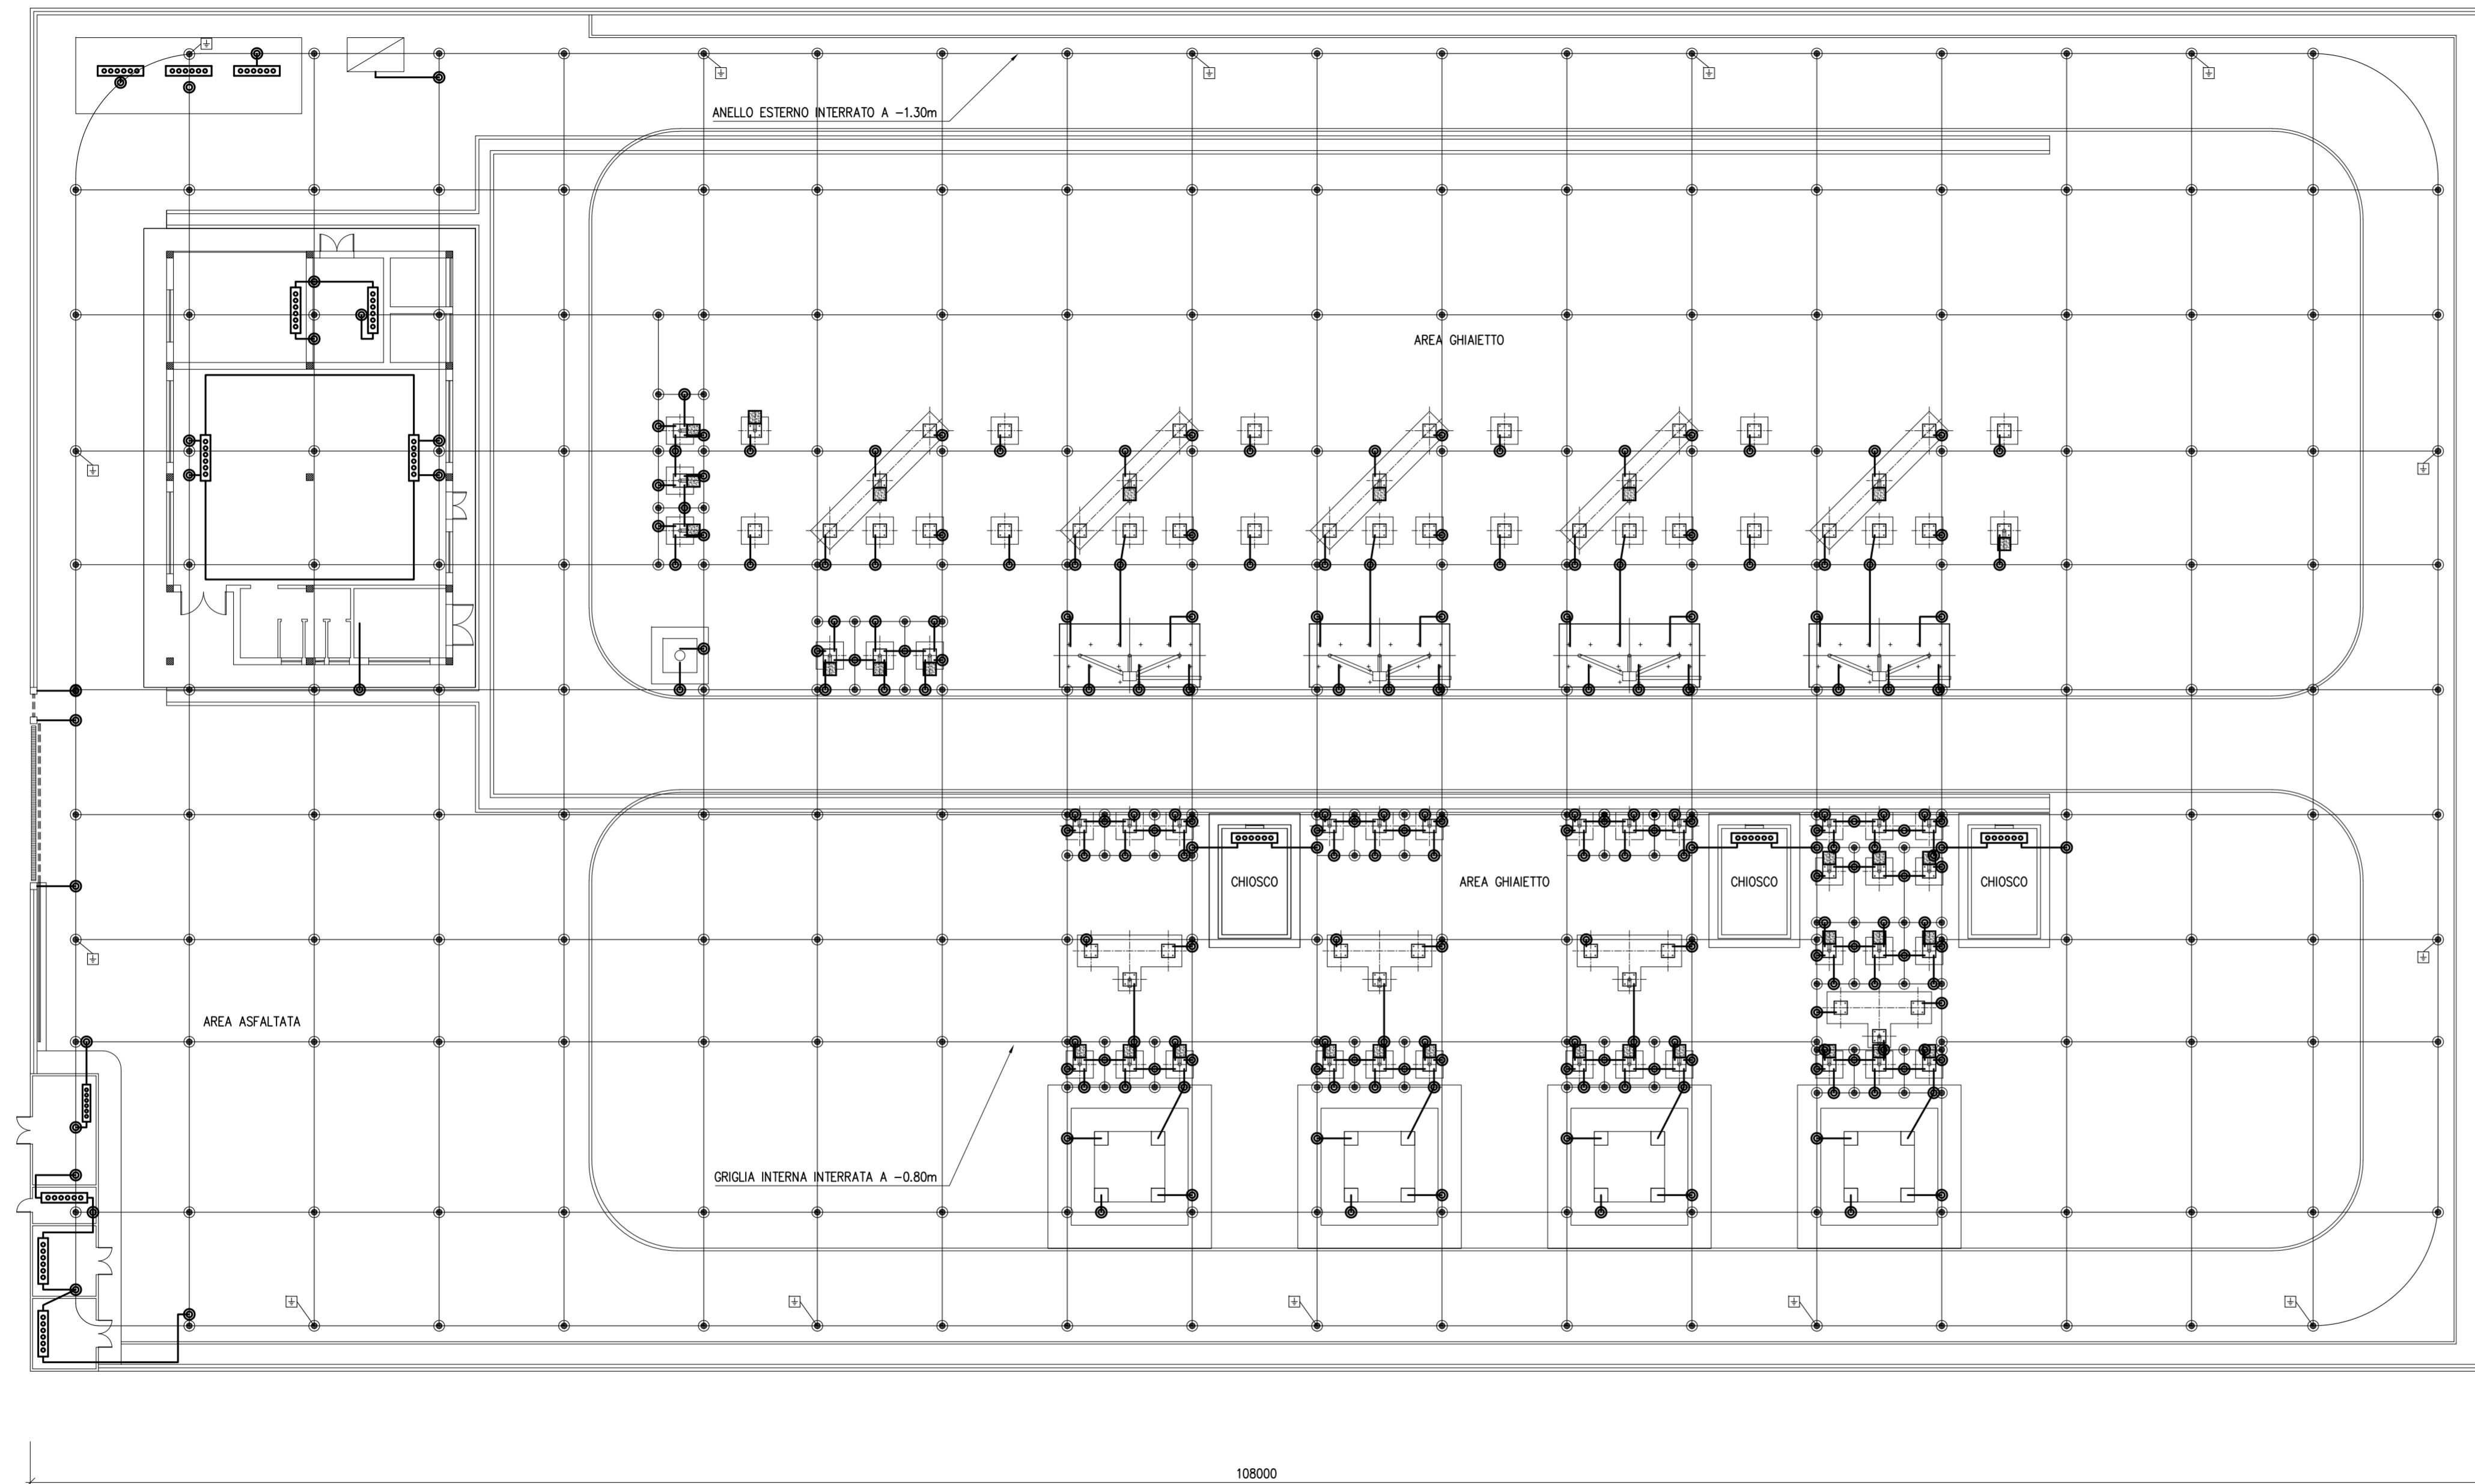 ANELLO ESTERNO INTERRATO A -1.30m
AREA GHIAIETTO
CHIOSCO
AREA GHIAIETTO
CHIOSCO
CHIOSCO
AREA ASFALTATA
GRIGLIA INTERNA INTERRATA A -0.80m
108000